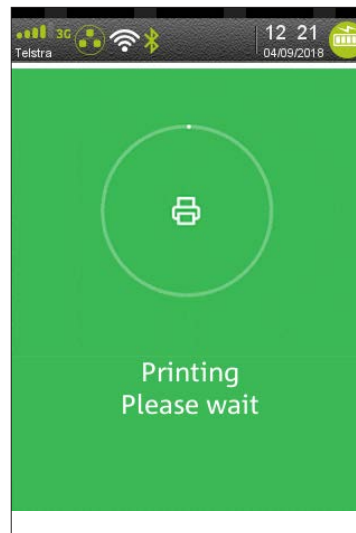 3G
Telstra
12 21
04/09/2018
Printing
Please wait